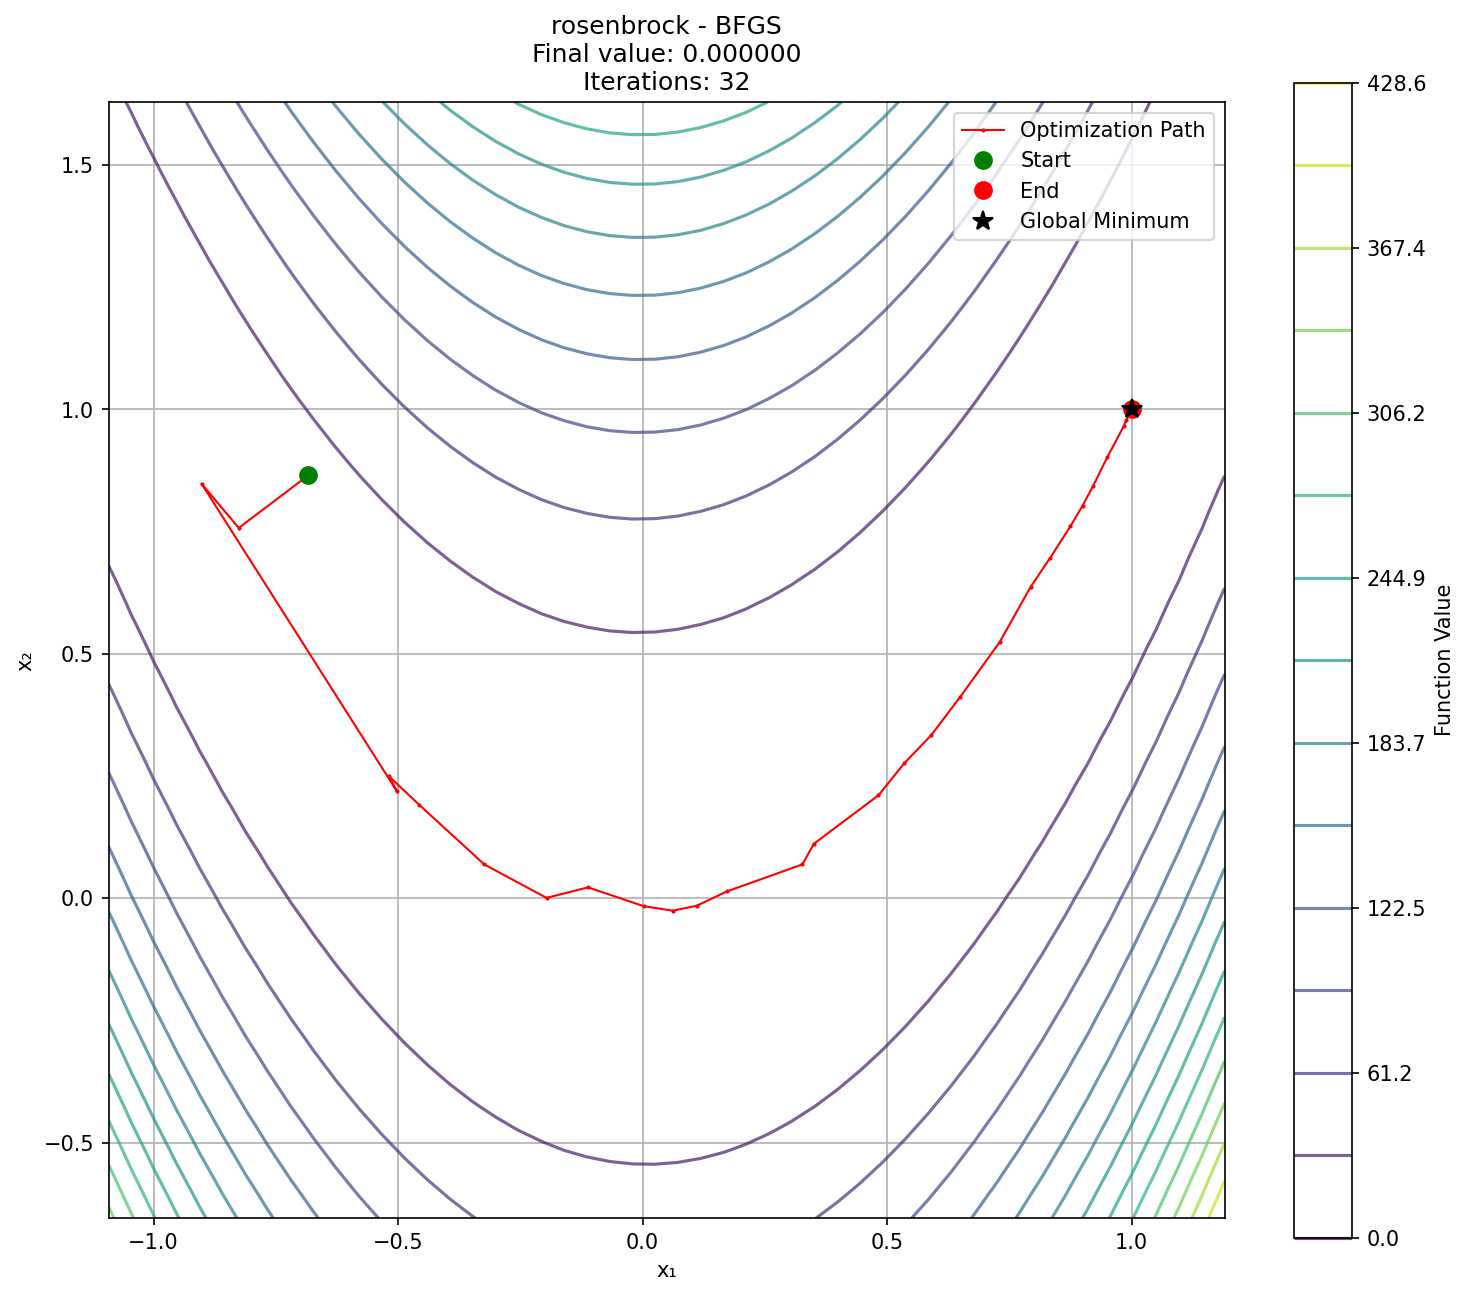 rosenbrock - BFGS
Final value: 0.000000
Iterations: 32
Optimization Path
Start
End
Global Minimum
1.5
1.0
0.5
0.0
−0.5
x₂
−1.0
−0.5
0.0
0.5
1.0
x₁
428.6
367.4
306.2
244.9
183.7
122.5
61.2
0.0
Function Value